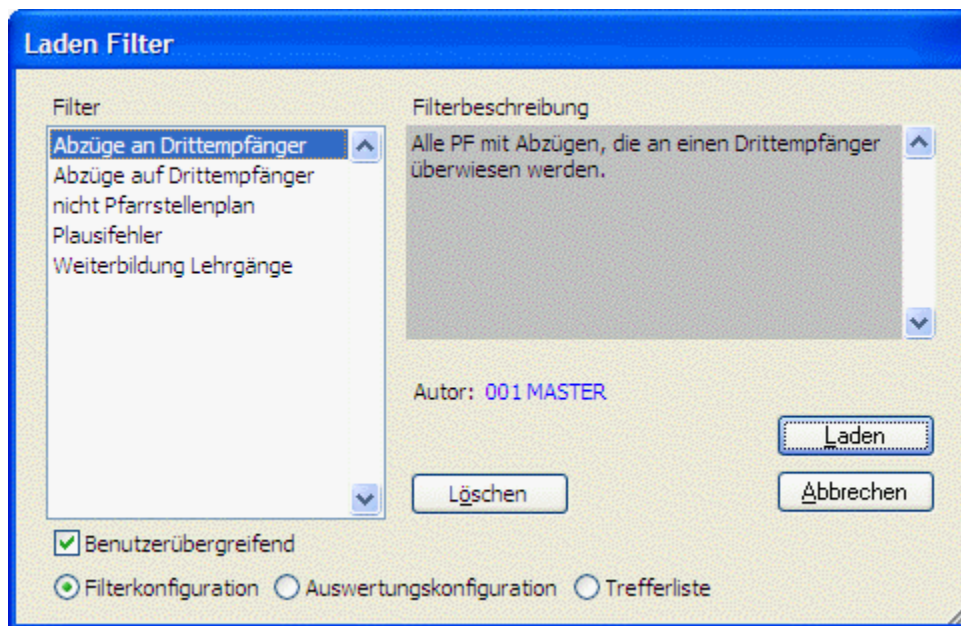 Laden Filter
Filter
Abzüge an Drittempfänger
Abzüge auf Drittempfänger
nicht Pfarrstellenplan
Plausifehler
Weiterbildung Lehrgänge
Filterbeschreibung
Alle PF mit Abzügen, die an einen Drittempfänger
überwiesen werden.
Autor: 001 MASTER
Laden
Löschen
Abbrechen
Benutzerübergreifend
Filterkonfiguration Auswertungskonfiguration Trefferliste